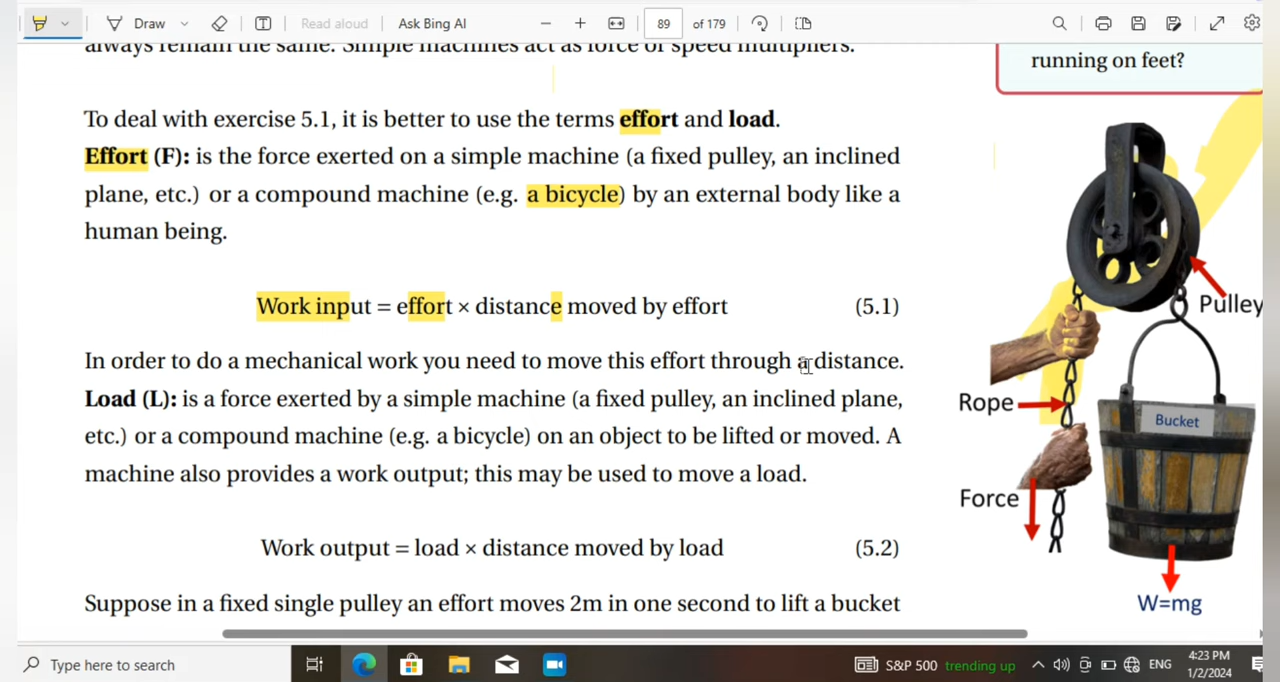 Draw
Read aloud
Ask Bing AI
89
of 179
always remain the same. Simple machines act as force or speed multipliers.
running on feet?
To deal with exercise 5.1, it is better to use the terms effort and load.
Effort (F): is the force exerted on a simple machine (a fixed pulley, an inclined
plane, etc.) or a compound machine (e.g. a bicycle) by an external body like a
human being.
Work input = effort × distance moved by effort (5.1)
In order to do a mechanical work you need to move this effort through a distance.
Load (L): is a force exerted by a simple machine (a fixed pulley, an inclined plane,
etc.) or a compound machine (e.g. a bicycle) on an object to be lifted or moved. A
machine also provides a work output; this may be used to move a load.
Work output = load × distance moved by load (5.2)
Suppose in a fixed single pulley an effort moves 2m in one second to lift a bucket
Pulley
Rope
Bucket
Force
W=mg
Type here to search
S&P 500 trending up
ENG
4:23 PM
1/2/2024